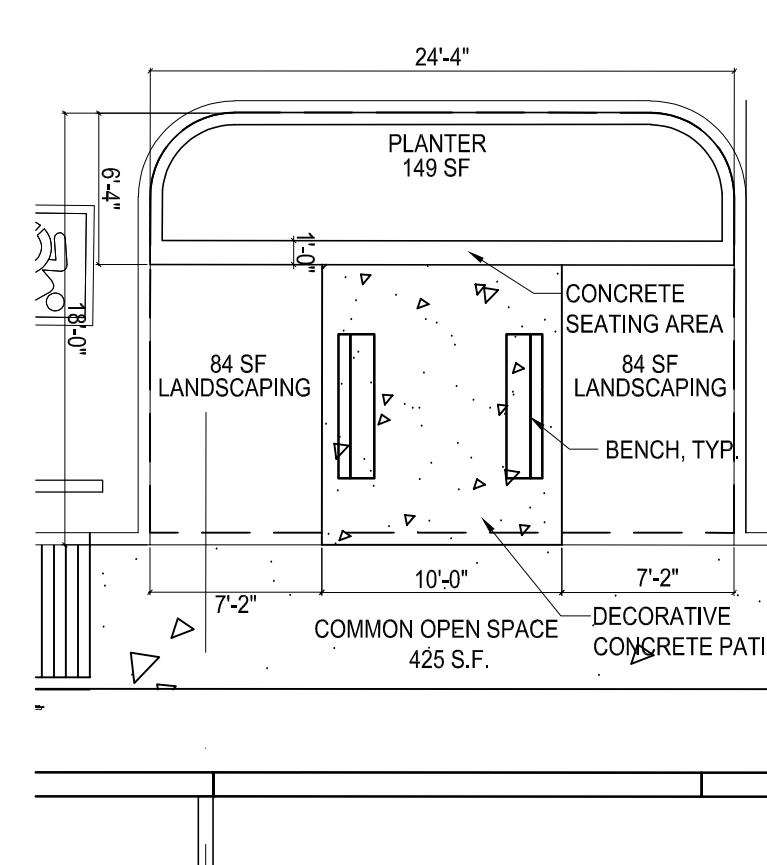 24'-4"
PLANTER
149 SF
6'-4"
1'-0"
18'-0"
CONCRETE
SEATING AREA
84 SF
LANDSCAPING
84 SF
LANDSCAPING
BENCH, TYP.
7'-2"
10'-0"
7'-2"
COMMON OPEN SPACE
425 S.F.
DECORATIVE
CONCRETE PATI